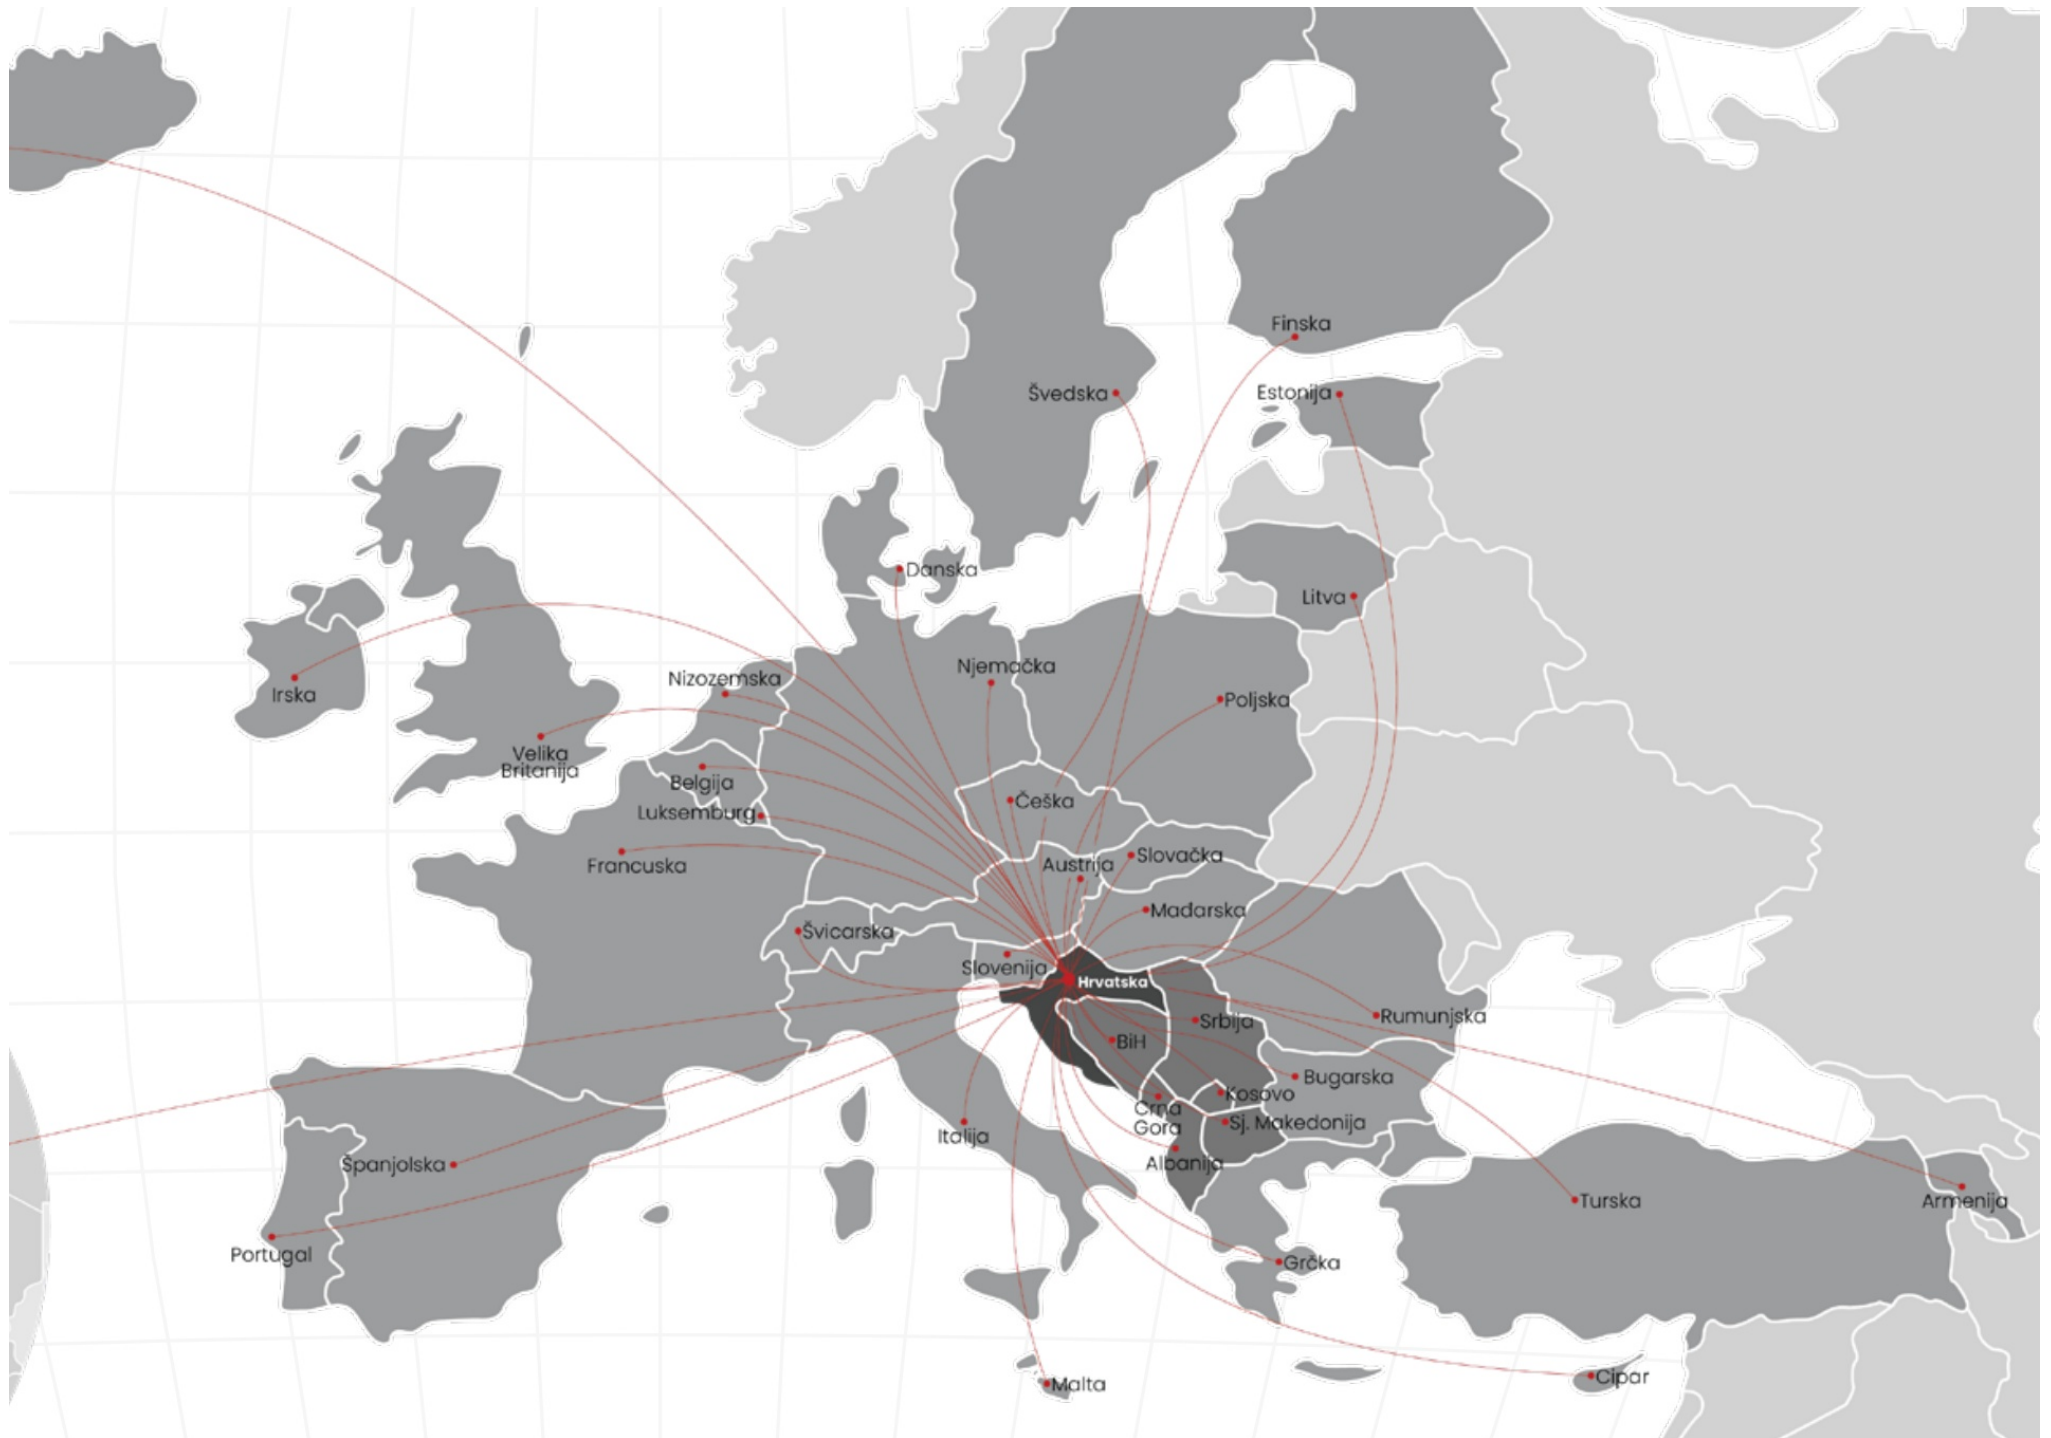 Finska
Švedska
Estonija
Danska
Litva
Njemačka
Nizozemska
Irska
Poljska
Velika
Britanija
Belgija
Češka
Luksemburg
Francuska
Austrija
Slovačka
Mađarska
Švicarska
Slovenija
Hrvatska
Rumunjska
Srbija
BiH
Bugarska
Kosovo
Crna
Gora
Sj. Makedonija
Italija
Albanija
Španjolska
Turska
Armenija
Portugal
Grčka
Cipar
Malta